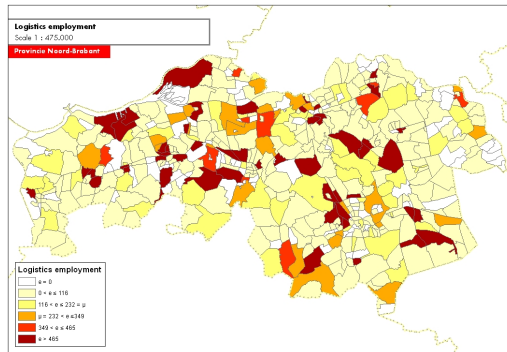 Logistics employment
Scale 1 : 475.000
Provincie Noord-Brabant
Logistics employment
e = 0
0 < e ≤ 116
116 < e ≤ 232 = μ
μ = 232 < e ≤349
349 < e ≤ 465
e > 465